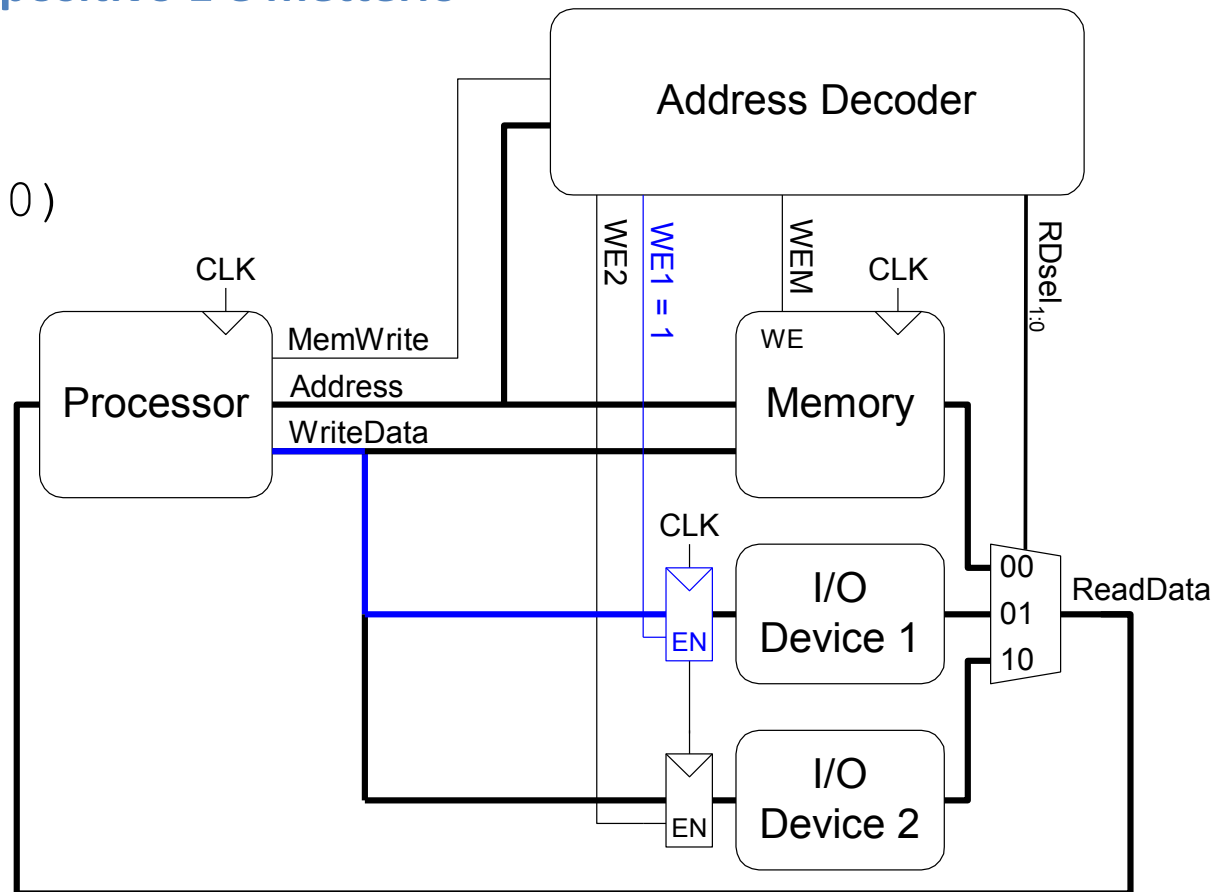 Address Decoder
0)
WE2
WE1 = 1
WEM
RDsel1:0
CLK
CLK
MemWrite
WE
Processor
Address
Memory
WriteData
CLK
I/O
Device 1
EN
00
01
10
ReadData
I/O
Device 2
EN